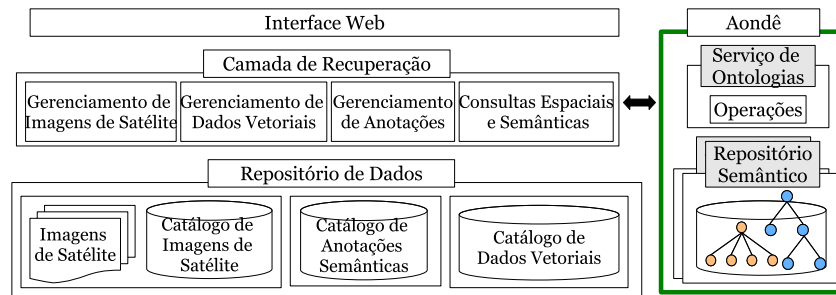 Interface Web
Camada de Recuperação
Gerenciamento de
Imagens de Satélite
Gerenciamento de
Dados Vetoriais
Gerenciamento
de Anotações
Consultas Espaciais
e Semânticas
Repositório de Dados
Imagens
de Satélite
Catálogo de
Imagens de
Satélite
Catálogo de
Anotações
Semânticas
Catálogo de
Dados Vetoriais
Aondê
Serviço de
Ontologias
Operações
Repositório
Semântico